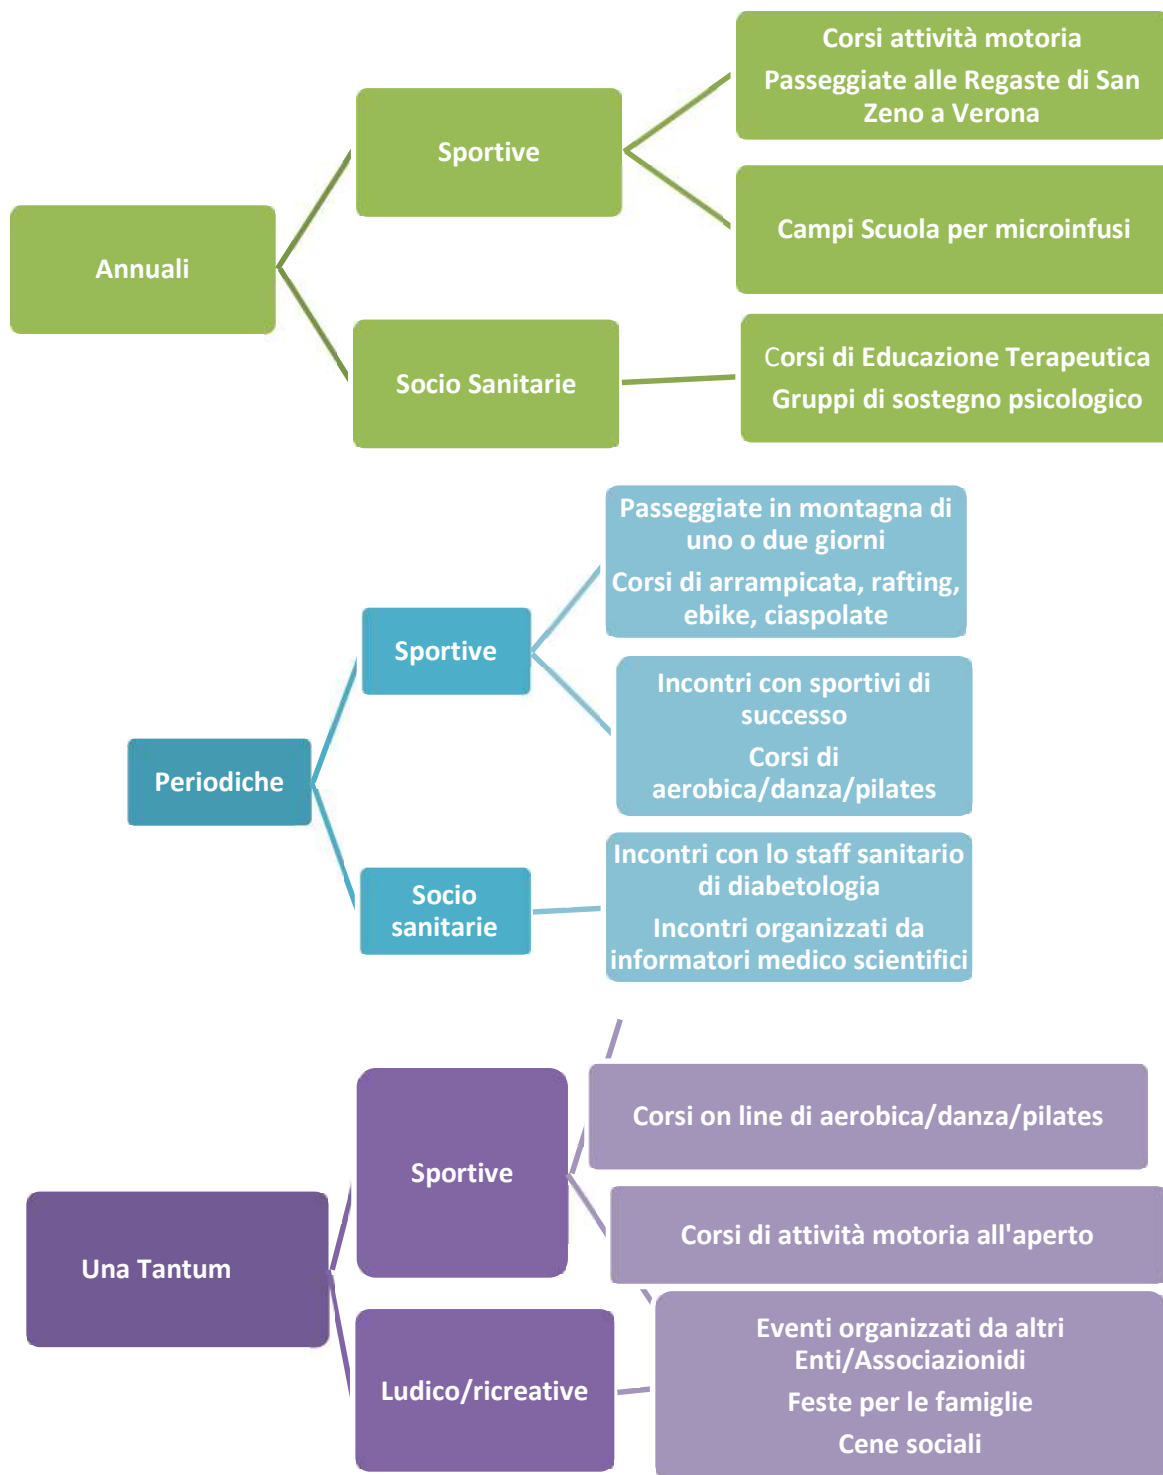 Annuali
Sportive
Corsi attività motoria
Passeggiate alle Regaste di San
Zeno a Verona
Campi Scuola per microinfusi
Socio Sanitarie
Corsi di Educazione Terapeutica
Gruppi di sostegno psicologico
Periodiche
Sportive
Passeggiate in montagna di
uno o due giorni
Corsi di arrampicata, rafting,
ebike, ciaspolate
Incontri con sportivi di
successo
Corsi di
aerobica/danza/pilates
Socio
sanitarie
Incontri con lo staff sanitario
di diabetologia
Incontri organizzati da
informatori medico scientifici
Una Tantum
Sportive
Corsi on line di aerobica/danza/pilates
Corsi di attività motoria all'aperto
Ludico/ricreative
Eventi organizzati da altri
Enti/Associazionidi
Feste per le famiglie
Cene sociali